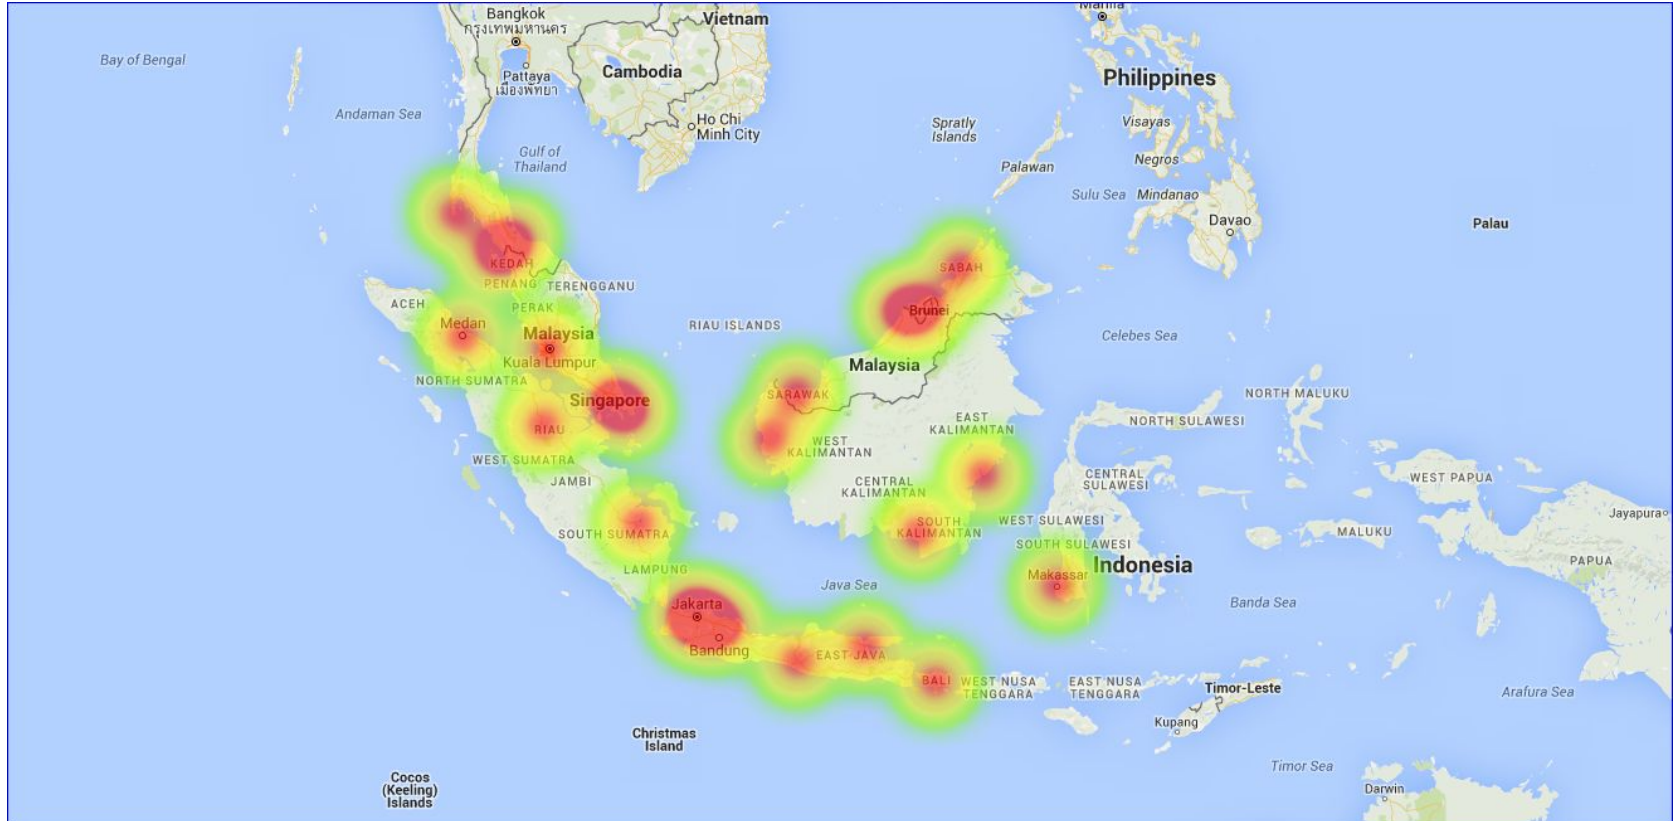 Manila
Bangkok
กรุงเทพมหานคร
Vietnam
Bay of Bengal
Cambodia
Philippines
Pattaya
เมืองพัทยา
Andaman Sea
Ho Chi
Minh City
Spratly
Islands
Visayas
Gulf of
Thailand
Palawan
Negros
Sulu Sea
Mindanao
Davao
Palau
KEDAH
SABAH
PENANG
TERENGGANU
ACEH
PERAK
Brunei
Medan
RIAU ISLANDS
Malaysia
Celebes Sea
Kuala Lumpur
Malaysia
NORTH SUMATRA
SARAWAK
NORTH MALUKU
Singapore
EAST
KALIMANTAN
NORTH SULAWESI
RIAU
WEST
KALIMANTAN
WEST SUMATRA
JAMBI
CENTRAL
KALIMANTAN
CENTRAL
SULAWESI
WEST PAPUA
Jayapura
SOUTH SUMATRA
SOUTH
KALIMANTAN
WEST SULAWESI
MALUKU
SOUTH SULAWESI
PAPUA
LAMPUNG
Java Sea
Makassar
Indonesia
Jakarta
Banda Sea
Bandung
EAST JAVA
BALI
WEST NUSA
TENGGARA
EAST NUSA
TENGGARA
Timor-Leste
Arafura Sea
Kupang
Christmas
Island
Timor Sea
Cocos
(Keeling)
Islands
Darwin